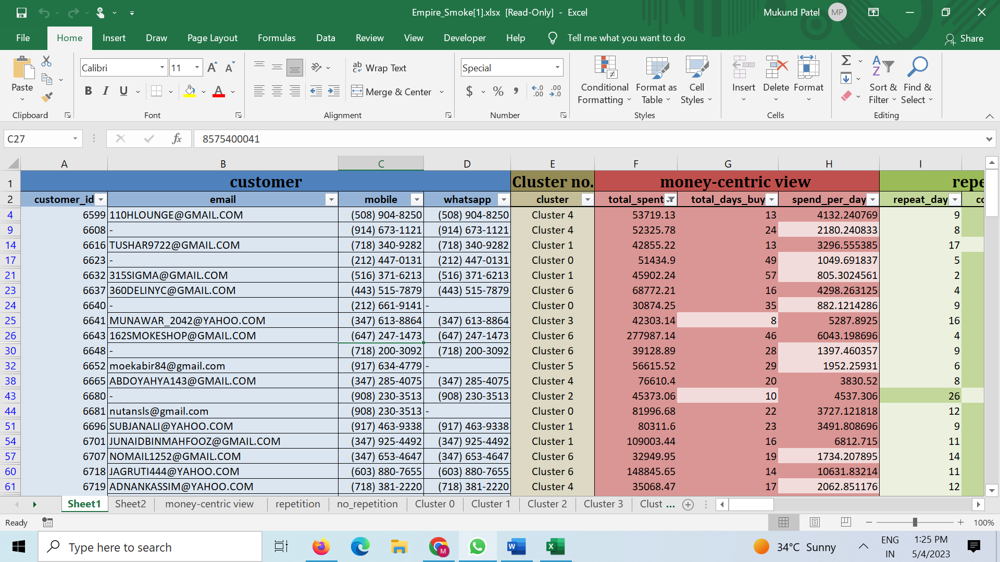 Empire_Smoke[1].xlsx [Read-Only] - Excel
Mukund Patel MP
File Home Insert Draw Page Layout Formulas Data Review View Developer Help Tell me what you want to do Share
Calibri 11 ab Wrap Text Special
Paste B I U A Merge & Center $ % , Conditional Formatting Format as Table Cell Styles Insert Delete Format Sort & Filter Find & Select
Clipboard Font Alignment Number Styles Cells Editing
C27 fx 8575400041
A B C D E F G H I
1 customer Cluster no. money-centric view repe
2 customer_id email mobile whatsapp cluster total_spent total_days_buy spend_per_day repeat_day co
4 6599 110HLOUNGE@GMAIL.COM (508) 904-8250 (508) 904-8250 Cluster 4 53719.13 13 4132.240769 9
9 6608 - (914) 673-1121 (914) 673-1121 Cluster 4 52325.78 24 2180.240833 8
14 6616 TUSHAR9722@GMAIL.COM (718) 340-9282 (718) 340-9282 Cluster 1 42855.22 13 3296.555385 17
17 6623 - (212) 447-0131 (212) 447-0131 Cluster 0 51434.9 49 1049.691837 5
21 6632 315SIGMA@GMAIL.COM (516) 371-6213 (516) 371-6213 Cluster 1 45902.24 57 805.3024561 2
23 6637 360DELINYC@GMAIL.COM (443) 515-7879 (443) 515-7879 Cluster 6 68772.21 16 4298.263125 4
24 6640 - (212) 661-9141 - Cluster 0 30874.25 35 882.1214286 9
25 6641 MUNAWAR_2042@YAHOO.COM (347) 613-8864 (347) 613-8864 Cluster 3 42303.14 8 5287.8925 16
26 6643 162SMOKESHOP@GMAIL.COM (647) 247-1473 (647) 247-1473 Cluster 6 277987.14 46 6043.198696 4
30 6648 - (718) 200-3092 (718) 200-3092 Cluster 6 39128.89 28 1397.460357 9
32 6652 moekabir84@gmail.com (917) 634-4779 - Cluster 5 56615.52 29 1952.25931 6
38 6665 ABDOYAHYA143@GMAIL.COM (347) 285-4075 (347) 285-4075 Cluster 4 76610.4 20 3830.52 8
43 6680 - (908) 230-3513 (908) 230-3513 Cluster 2 45373.06 10 4537.306 26
44 6681 nutansls@gmail.com (908) 230-3513 - Cluster 0 81996.68 22 3727.121818 12
51 6696 SUBJANALI@YAHOO.COM (917) 463-9338 (917) 463-9338 Cluster 1 80311.6 23 3491.808696 9
54 6701 JUNAIDBINMAHFOOZ@GMAIL.COM (347) 925-4492 (347) 925-4492 Cluster 1 109003.44 16 6812.715 11
57 6707 NOMAIL1252@GMAIL.COM (347) 653-4647 (347) 653-4647 Cluster 6 32949.95 19 1734.207895 14
60 6718 JAGRUTI444@YAHOO.COM (603) 880-7655 (603) 880-7655 Cluster 6 148845.65 14 10631.83214 11
61 6719 ADNANKASSIM@YAHOO.COM (718) 381-2220 (718) 381-2220 Cluster 4 35068.47 17 2062.851176 12
Sheet1 Sheet2 money-centric view repetition no_repetition Cluster 0 Cluster 1 Cluster 2 Cluster 3 Clust ...
Ready 100%
Type here to search 34°C Sunny ENG IN 1:25 PM 5/4/2023